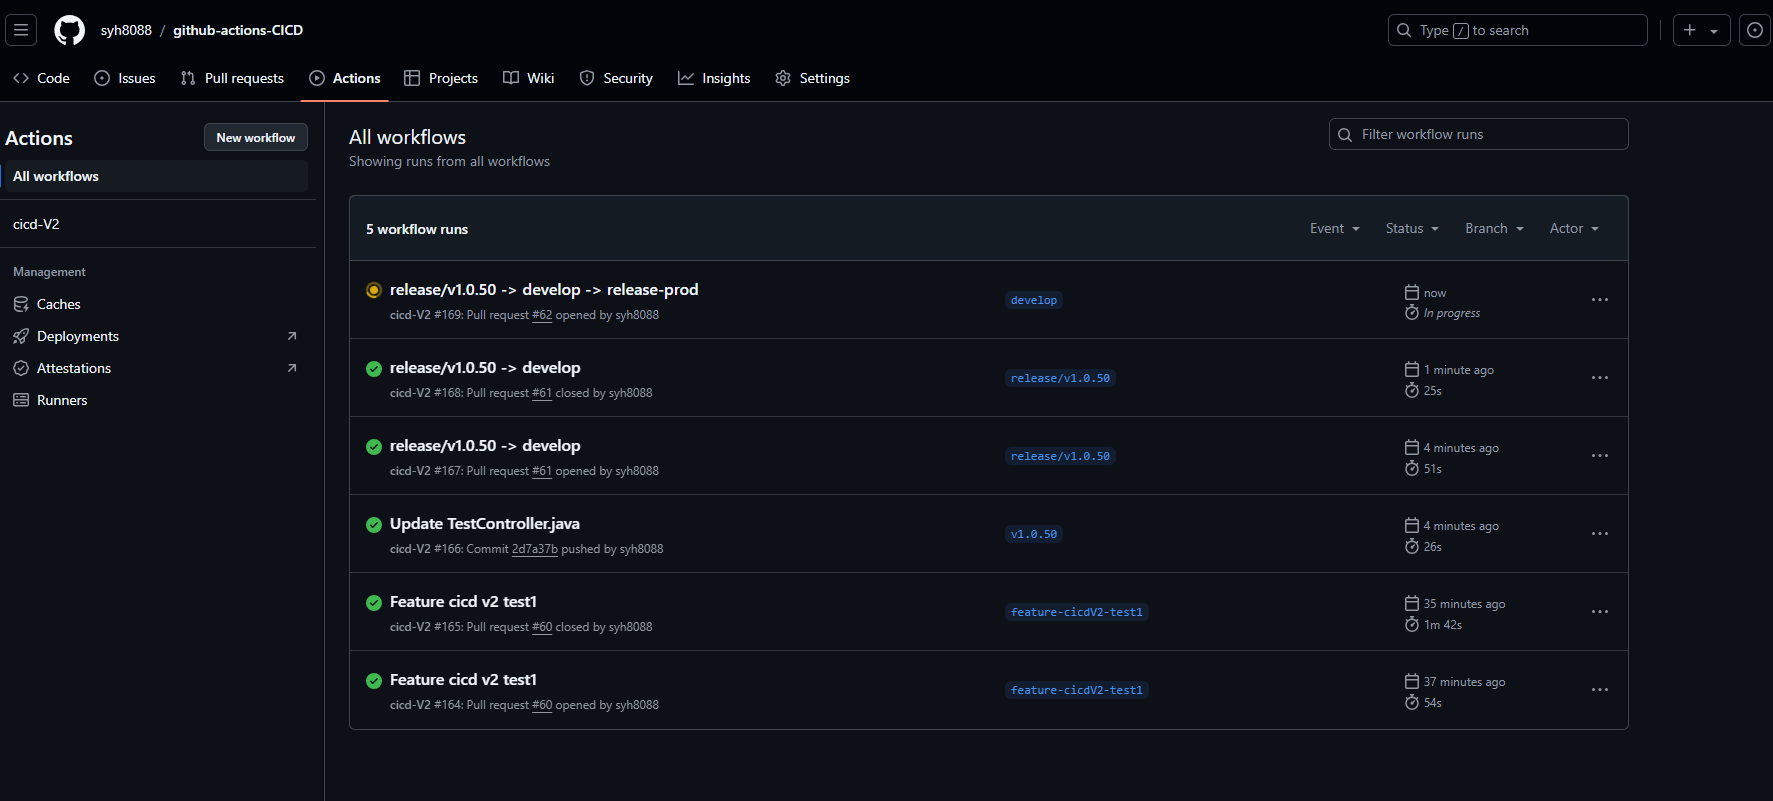 syh8088 / github-actions-CICD
Type / to search
Code Issues Pull requests Actions Projects Wiki Security Insights Settings
Actions
New workflow
All workflows
cicd-V2
Management
Caches
Deployments
Attestations
Runners
All workflows
Showing runs from all workflows
Filter workflow runs
5 workflow runs
Event Status Branch Actor
release/v1.0.50 -> develop -> release-prod
cicd-V2 #169: Pull request #62 opened by syh8088
develop
now
In progress
release/v1.0.50 -> develop
cicd-V2 #168: Pull request #61 closed by syh8088
release/v1.0.50
1 minute ago
25s
release/v1.0.50 -> develop
cicd-V2 #167: Pull request #61 opened by syh8088
release/v1.0.50
4 minutes ago
51s
Update TestController.java
cicd-V2 #166: Commit 2d7a37b pushed by syh8088
v1.0.50
4 minutes ago
26s
Feature cicd v2 test1
cicd-V2 #165: Pull request #60 closed by syh8088
feature-cicdV2-test1
35 minutes ago
1m 42s
Feature cicd v2 test1
cicd-V2 #164: Pull request #60 opened by syh8088
feature-cicdV2-test1
37 minutes ago
54s